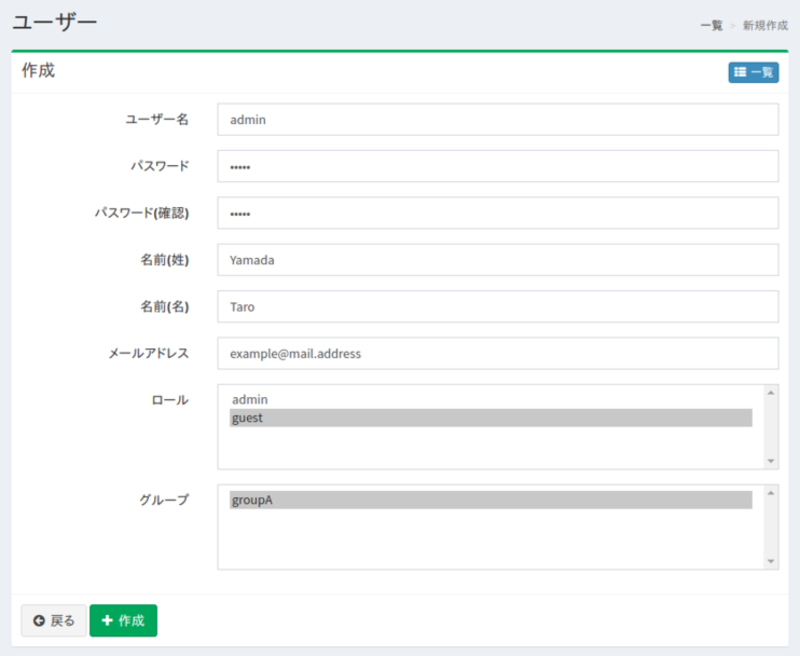 ユーザー
一覧 > 新規作成
作成
一覧
ユーザー名 admin
パスワード •••••
パスワード(確認) •••••
名前(姓) Yamada
名前(名) Taro
メールアドレス example@mail.address
ロール admin
guest
グループ groupA
戻る 作成